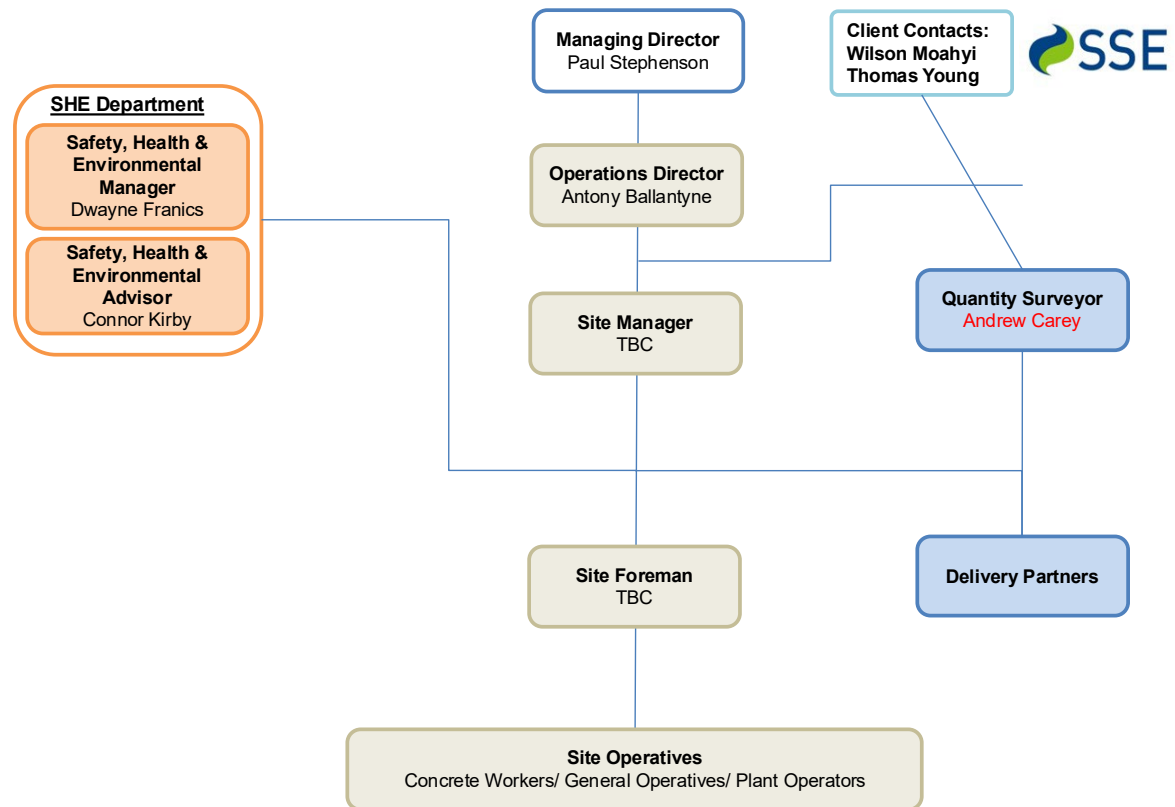 Managing Director
Paul Stephenson
Client Contacts:
Wilson Moahyi
Thomas Young
SSE
SHE Department
Safety, Health &
Environmental
Manager
Dwayne Franics
Safety, Health &
Environmental
Advisor
Connor Kirby
Operations Director
Antony Ballantyne
Site Manager
TBC
Quantity Surveyor
Andrew Carey
Site Foreman
TBC
Delivery Partners
Site Operatives
Concrete Workers/ General Operatives/ Plant Operators